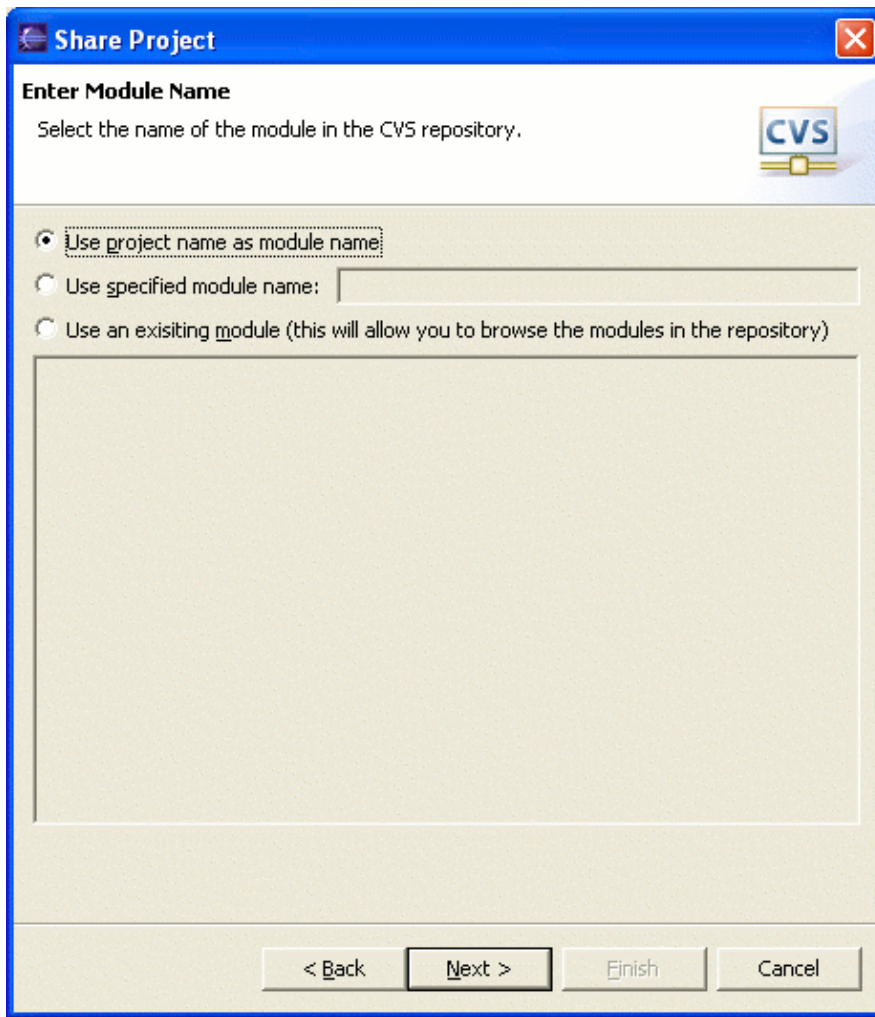 Share Project
Enter Module Name
Select the name of the module in the CVS repository.
CVS
Use project name as module name
Use specified module name:
Use an exisiting module (this will allow you to browse the modules in the repository)
< Back Next > Finish Cancel